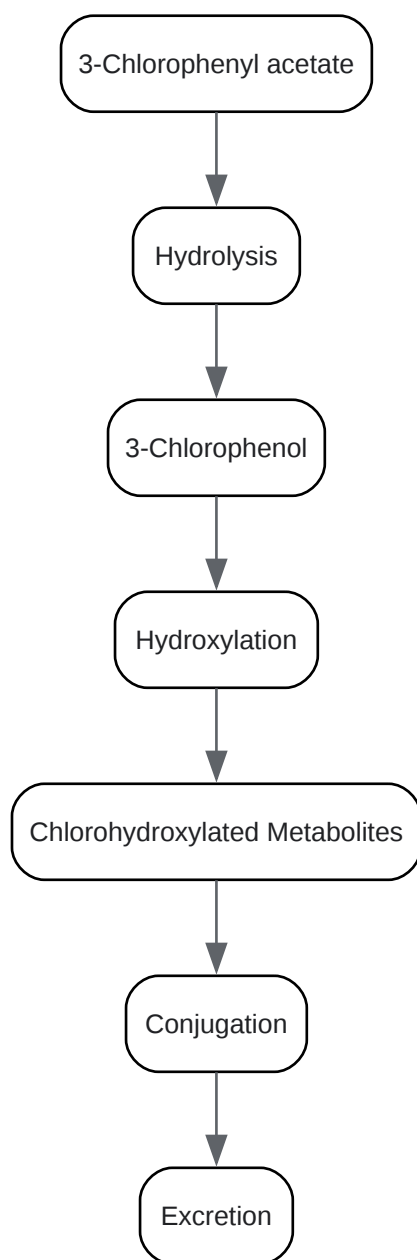 3-Chlorophenyl acetate
Hydrolysis
3-Chlorophenol
Hydroxylation
Chlorohydroxylated Metabolites
Conjugation
Excretion